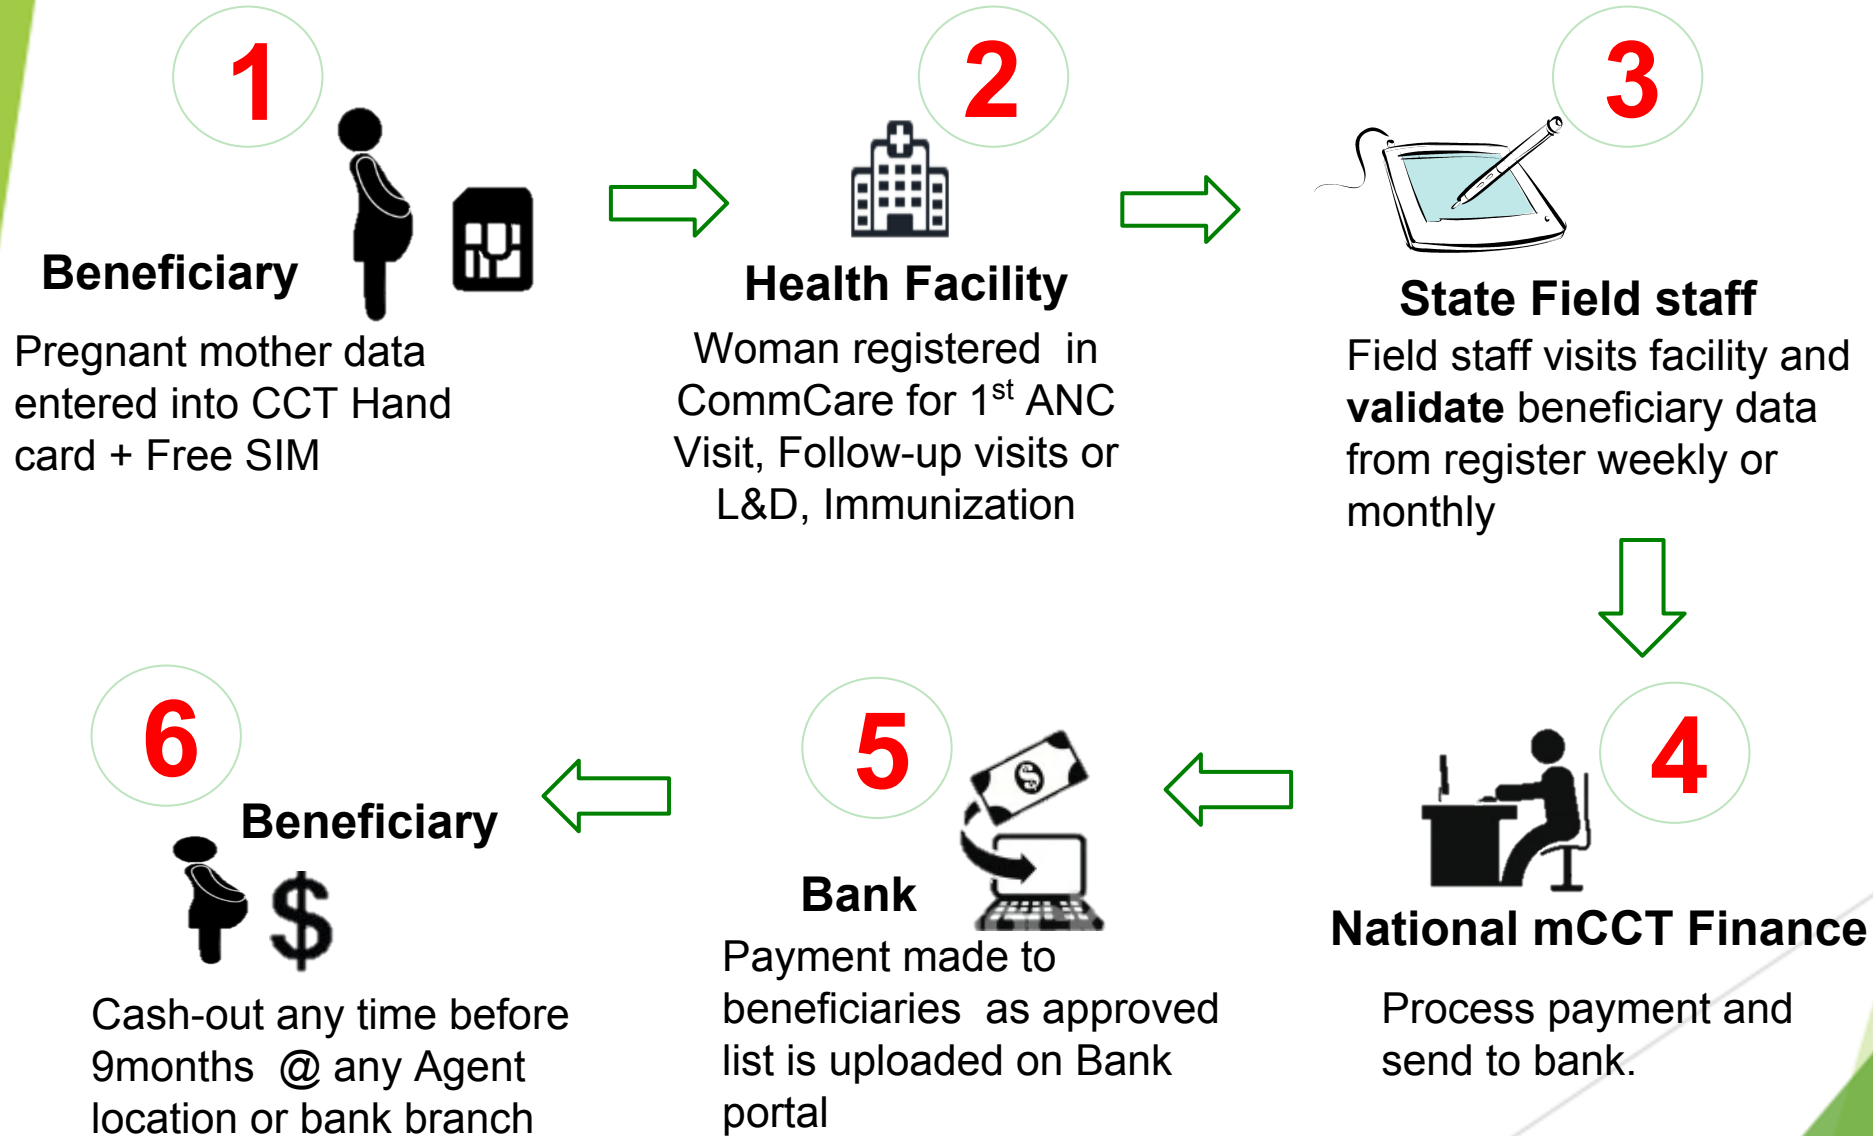 1
Beneficiary
Pregnant mother data
entered into CCT Hand
card + Free SIM
2
Health Facility
Woman registered in
CommCare for 1st ANC
Visit, Follow-up visits or
L&D, Immunization
3
State Field staff
Field staff visits facility and
validate beneficiary data
from register weekly or
monthly
4
National mCCT Finance
Process payment and
send to bank.
5
Bank
Payment made to
beneficiaries as approved
list is uploaded on Bank
portal
6
Beneficiary
$
Cash-out any time before
9months @ any Agent
location or bank branch